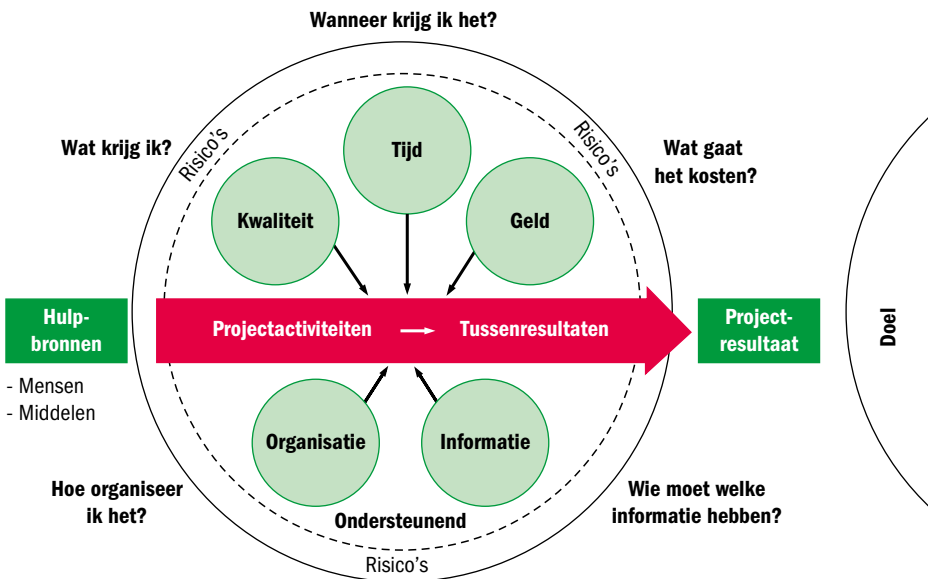 Wanneer krijg ik het?
Wat krijg ik?
Risico's
Risico's
Wat gaat
het kosten?
Tijd
Kwaliteit
Geld
Hulp-
bronnen
- Mensen
- Middelen
Projectactiviteiten
Tussenresultaten
Project-
resultaat
Doel
Organisatie
Informatie
Hoe organiseer
ik het?
Ondersteunend
Wie moet welke
informatie hebben?
Risico's